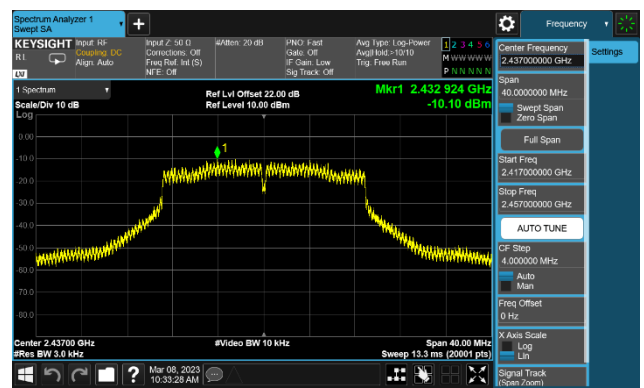 Spectrum Analyzer 1
Swept SA
Frequency
KEYSIGHT
R L
LW
Input: RF
Coupling: DC
Align: Auto
Input Z: 50 Ω
Corrections: Off
Freq Ref: Int (S)
NFE: Off
#Atten: 20 dB
PNO: Fast
Gate: Off
IF Gain: Low
Sig Track: Off
Avg Type: Log-Power
Avg|Hold:>10/10
Trig: Free Run
1 2 3 4 5 6
M W W W W W
P N N N N N
1 Spectrum
Scale/Div 10 dB
Log
Ref Lvl Offset 22.00 dB
Ref Level 10.00 dBm
Mkr1 2.432 924 GHz
-10.10 dBm
1
0.00
-10.0
-20.0
-30.0
-40.0
-50.0
-60.0
-70.0
-80.0
Center 2.43700 GHz
#Res BW 3.0 kHz
#Video BW 10 kHz
Span 40.00 MHz
Sweep 13.3 ms (20001 pts)
Center Frequency
2.437000000 GHz
Settings
Span
40.0000000 MHz
Swept Span
Zero Span
Full Span
Start Freq
2.417000000 GHz
Stop Freq
2.457000000 GHz
AUTO TUNE
CF Step
4.000000 MHz
Auto
Man
Freq Offset
0 Hz
X Axis Scale
Log
Lin
Signal Track
(Span Zoom)
?
Mar 08, 2023
10:33:28 AM